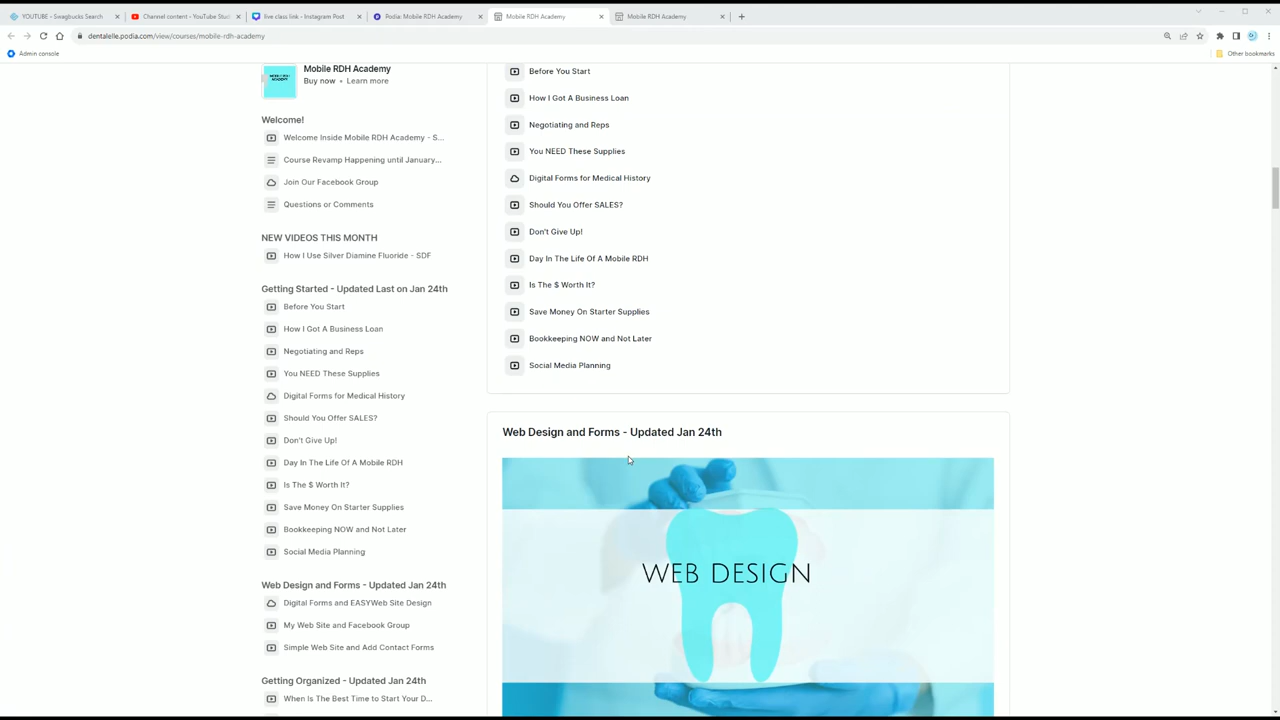 YOUTUBE - Swagbucks Search
Channel content - YouTube Stud
live class link - Instagram Post
Podia: Mobile RDH Academy
Mobile RDH Academy
Mobile RDH Academy
dentalelle.podia.com/view/courses/mobile-rdh-academy
Admin console
Other bookmarks
Mobile RDH Academy
Buy now • Learn more
Welcome!
Welcome Inside Mobile RDH Academy - S...
Course Revamp Happening until January...
Join Our Facebook Group
Questions or Comments
NEW VIDEOS THIS MONTH
How I Use Silver Diamine Fluoride - SDF
Getting Started - Updated Last on Jan 24th
Before You Start
How I Got A Business Loan
Negotiating and Reps
You NEED These Supplies
Digital Forms for Medical History
Should You Offer SALES?
Don't Give Up!
Day In The Life Of A Mobile RDH
Is The $ Worth It?
Save Money On Starter Supplies
Bookkeeping NOW and Not Later
Social Media Planning
Web Design and Forms - Updated Jan 24th
Digital Forms and EASYWeb Site Design
My Web Site and Facebook Group
Simple Web Site and Add Contact Forms
Getting Organized - Updated Jan 24th
When Is The Best Time to Start Your D...
Before You Start
How I Got A Business Loan
Negotiating and Reps
You NEED These Supplies
Digital Forms for Medical History
Should You Offer SALES?
Don't Give Up!
Day In The Life Of A Mobile RDH
Is The $ Worth It?
Save Money On Starter Supplies
Bookkeeping NOW and Not Later
Social Media Planning
Web Design and Forms - Updated Jan 24th
WEB DESIGN